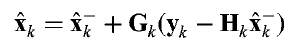 x̂ₖ = x̂ₖ⁻ + Gₖ(yₖ − Hₖx̂ₖ⁻)